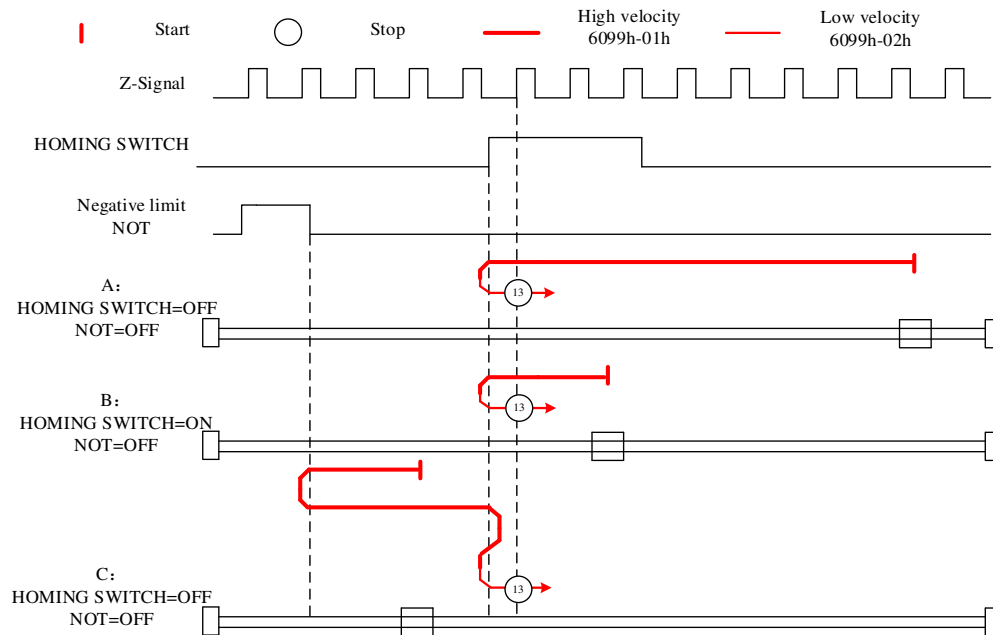 Start Stop High velocity 6099h-01h Low velocity 6099h-02h
Z-Signal
HOMING SWITCH
Negative limit
NOT
A：
HOMING SWITCH=OFF
NOT=OFF
13
B：
HOMING SWITCH=ON
NOT=OFF
13
C：
HOMING SWITCH=OFF
NOT=OFF
13